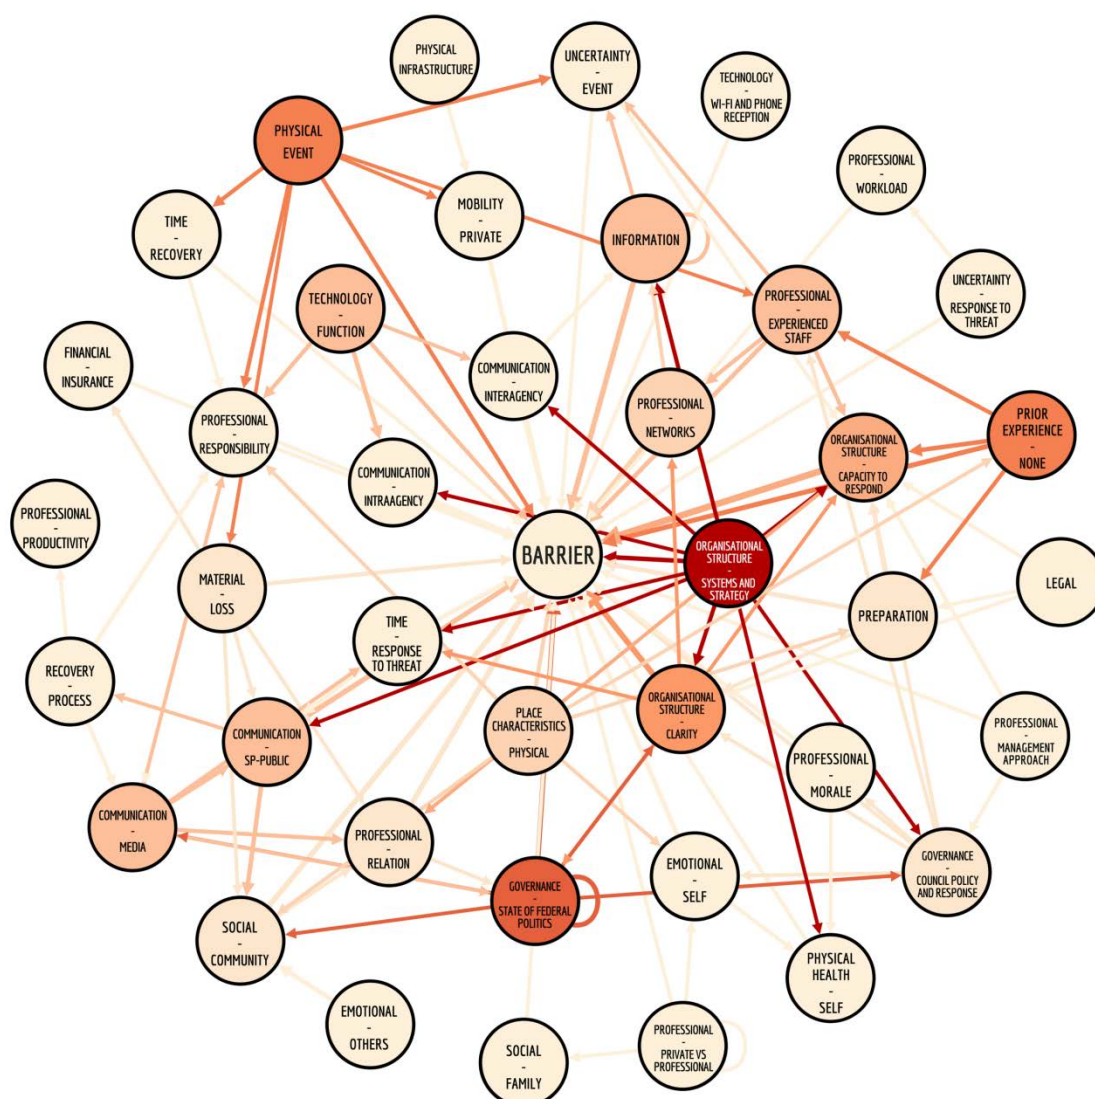 PHYSICAL
INFRASTRUCTURE
UNCERTAINTY
-
EVENT
TECHNOLOGY
-
WI-FI AND PHONE
RECEPTION
PHYSICAL
EVENT
PROFESSIONAL
-
WORKLOAD
TIME
-
RECOVERY
MOBILITY
-
PRIVATE
INFORMATION
TECHNOLOGY
-
FUNCTION
PROFESSIONAL
-
EXPERIENCED
STAFF
UNCERTAINTY
-
RESPONSE TO
THREAT
FINANCIAL
-
INSURANCE
COMMUNICATION
-
INTERAGENCY
PROFESSIONAL
-
RESPONSIBILITY
PROFESSIONAL
-
NETWORKS
PRIOR
EXPERIENCE
-
NONE
ORGANISATIONAL
STRUCTURE
-
CAPACITY TO
RESPOND
COMMUNICATION
-
INTRAAGENCY
PROFESSIONAL
-
PRODUCTIVITY
BARRIER
ORGANISATIONAL
STRUCTURE
-
SYSTEMS AND
STRATEGY
MATERIAL
-
LOSS
LEGAL
PREPARATION
TIME
-
RESPONSE
TO THREAT
RECOVERY
-
PROCESS
ORGANISATIONAL
STRUCTURE
-
CLARITY
PLACE
CHARACTERISTICS
-
PHYSICAL
COMMUNICATION
-
SP-PUBLIC
PROFESSIONAL
-
MANAGEMENT
APPROACH
PROFESSIONAL
-
MORALE
COMMUNICATION
-
MEDIA
PROFESSIONAL
-
RELATION
GOVERNANCE
-
COUNCIL POLICY
AND RESPONSE
EMOTIONAL
-
SELF
GOVERNANCE
-
STATE OF FEDERAL
POLITICS
SOCIAL
-
COMMUNITY
PHYSICAL
HEALTH
-
SELF
EMOTIONAL
-
OTHERS
SOCIAL
-
FAMILY
PROFESSIONAL
-
PRIVATE VS
PROFESSIONAL